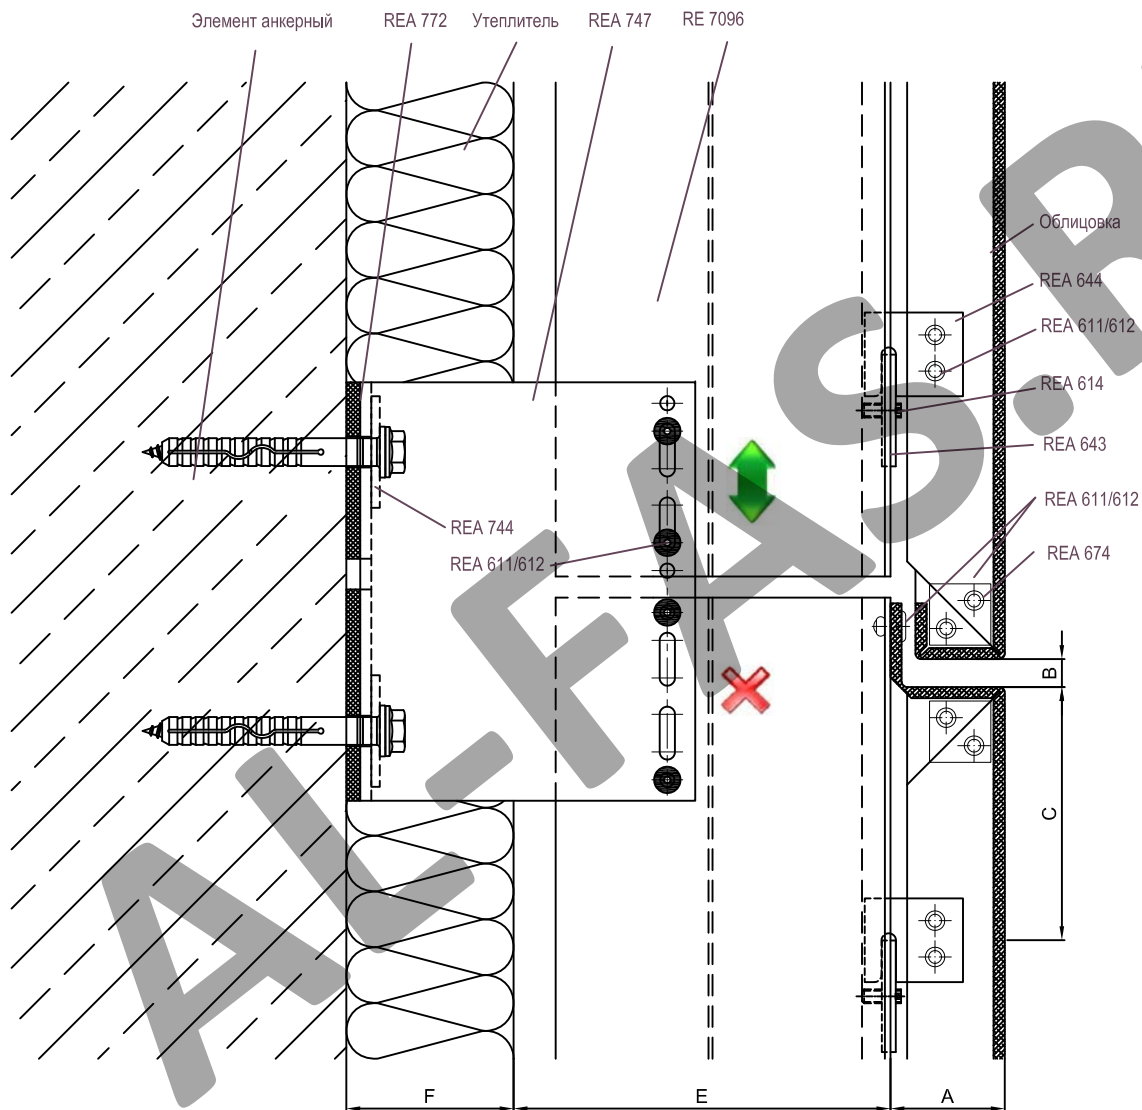 Элемент анкерный
REA 772
Утеплитель
REA 747
RE 7096
Облицовка
REA 644
REA 611/612
REA 614
REA 643
REA 611/612
REA 674
REA 744
REA 611/612
B
C
F
E
A
AL-FAS.R